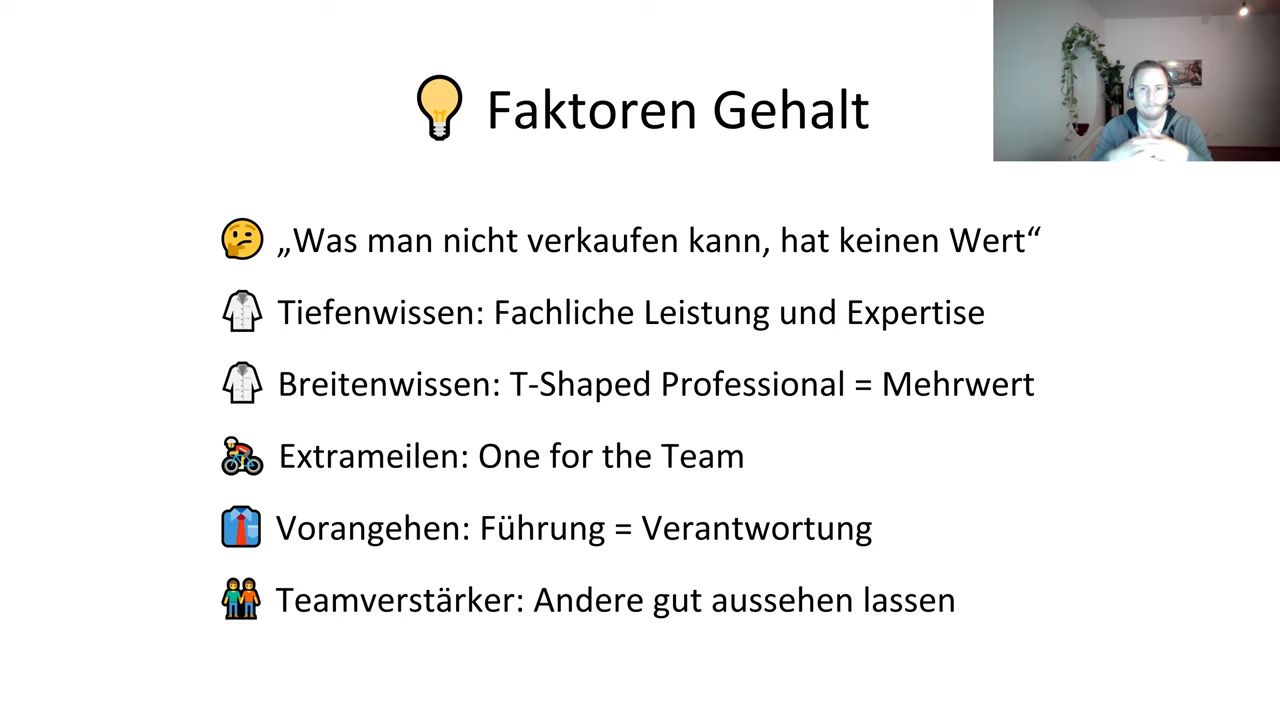 Faktoren Gehalt
„Was man nicht verkaufen kann, hat keinen Wert“
Tiefenwissen: Fachliche Leistung und Expertise
Breitenwissen: T-Shaped Professional = Mehrwert
Extrameilen: One for the Team
Vorangehen: Führung = Verantwortung
Teamverstärker: Andere gut aussehen lassen